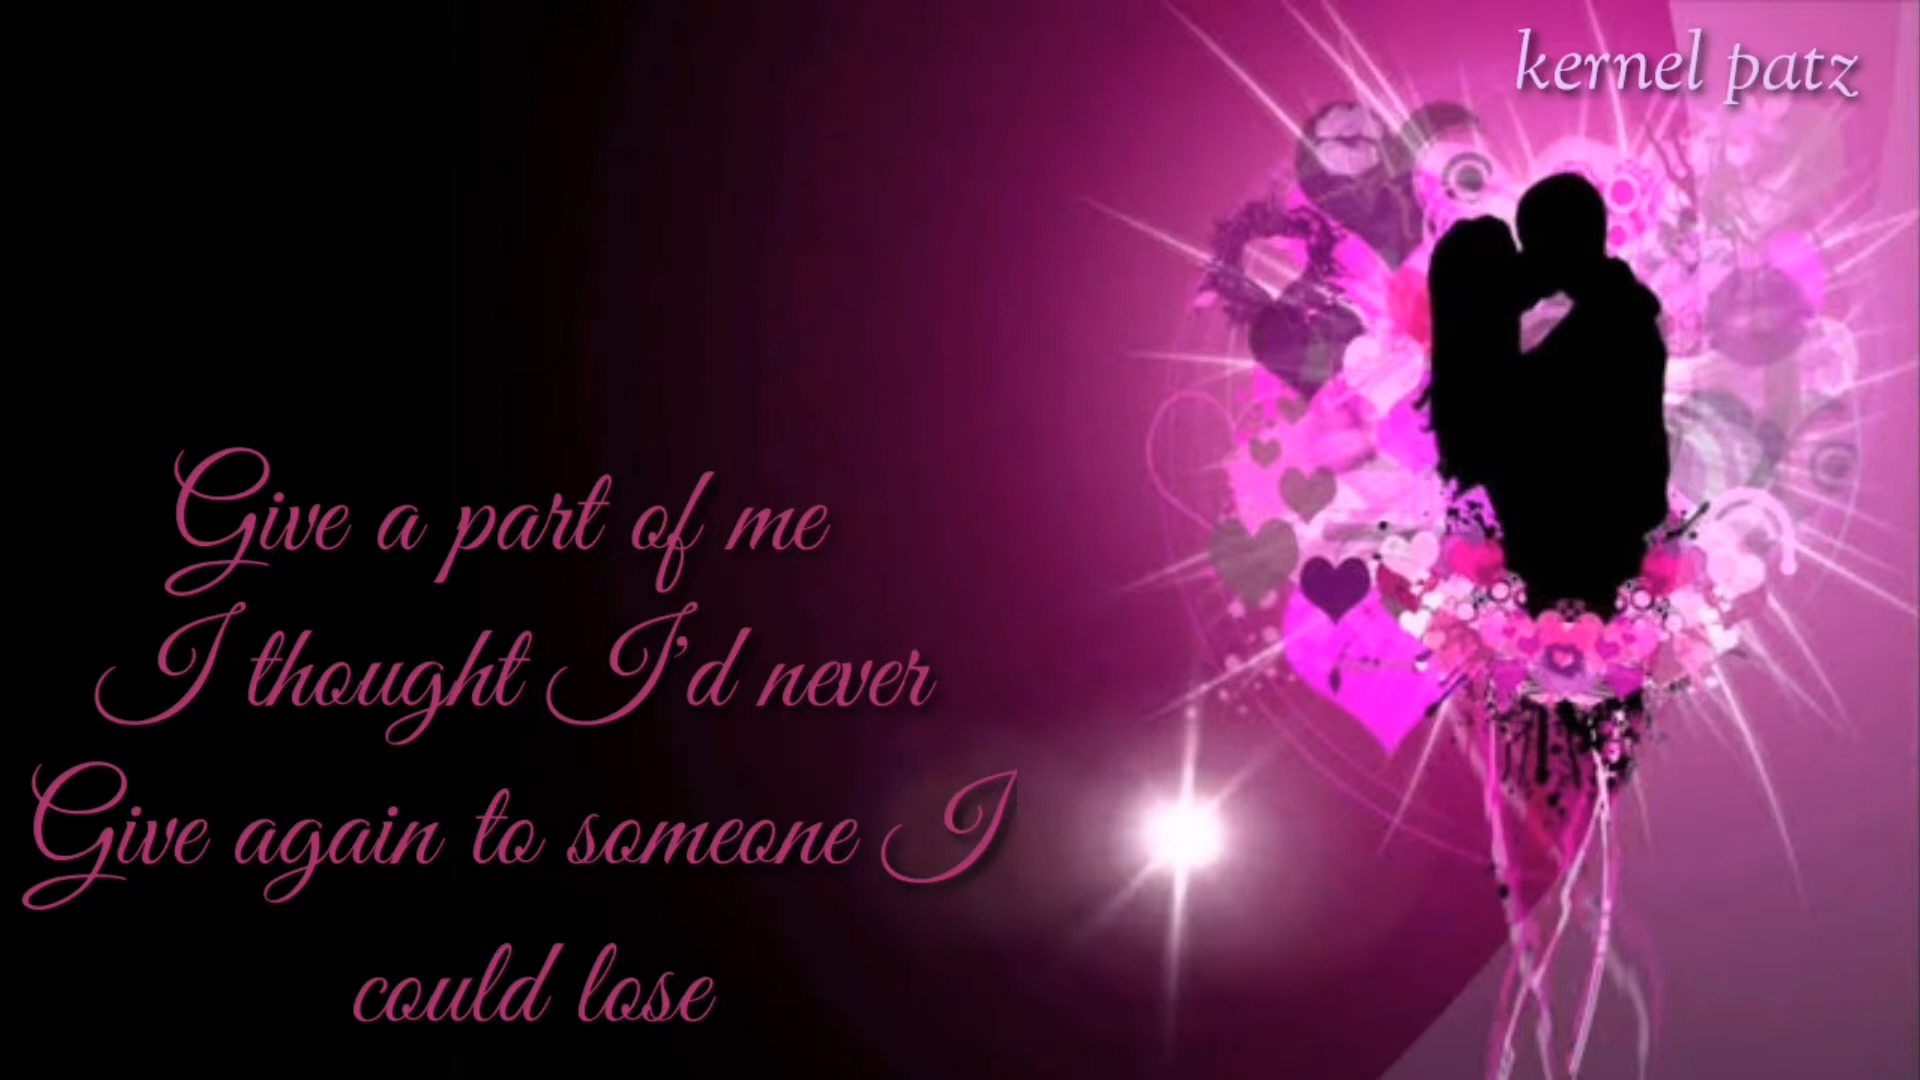 kernel patz
Give a part of me
I thought I'd never
Give again to someone I
could lose